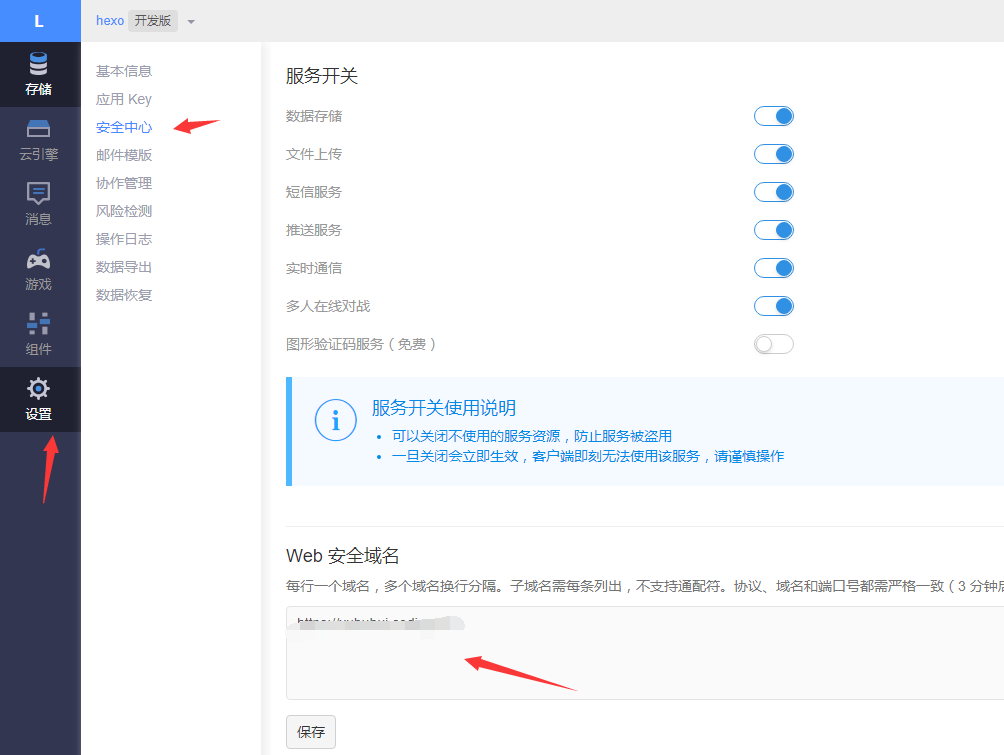 L
hexo 开发版
存储
云引擎
消息
游戏
组件
设置
基本信息
应用 Key
安全中心
邮件模版
协作管理
风险检测
操作日志
数据导出
数据恢复
服务开关
数据存储
文件上传
短信服务
推送服务
实时通信
多人在线对战
图形验证码服务（免费）
i
服务开关使用说明
• 可以关闭不使用的服务资源，防止服务被盗用
• 一旦关闭会立即生效，客户端即刻无法使用该服务，请谨慎操作
Web 安全域名
每行一个域名，多个域名换行分隔。子域名需每条列出，不支持通配符。协议、域名和端口号都需严格一致（3 分钟后
保存